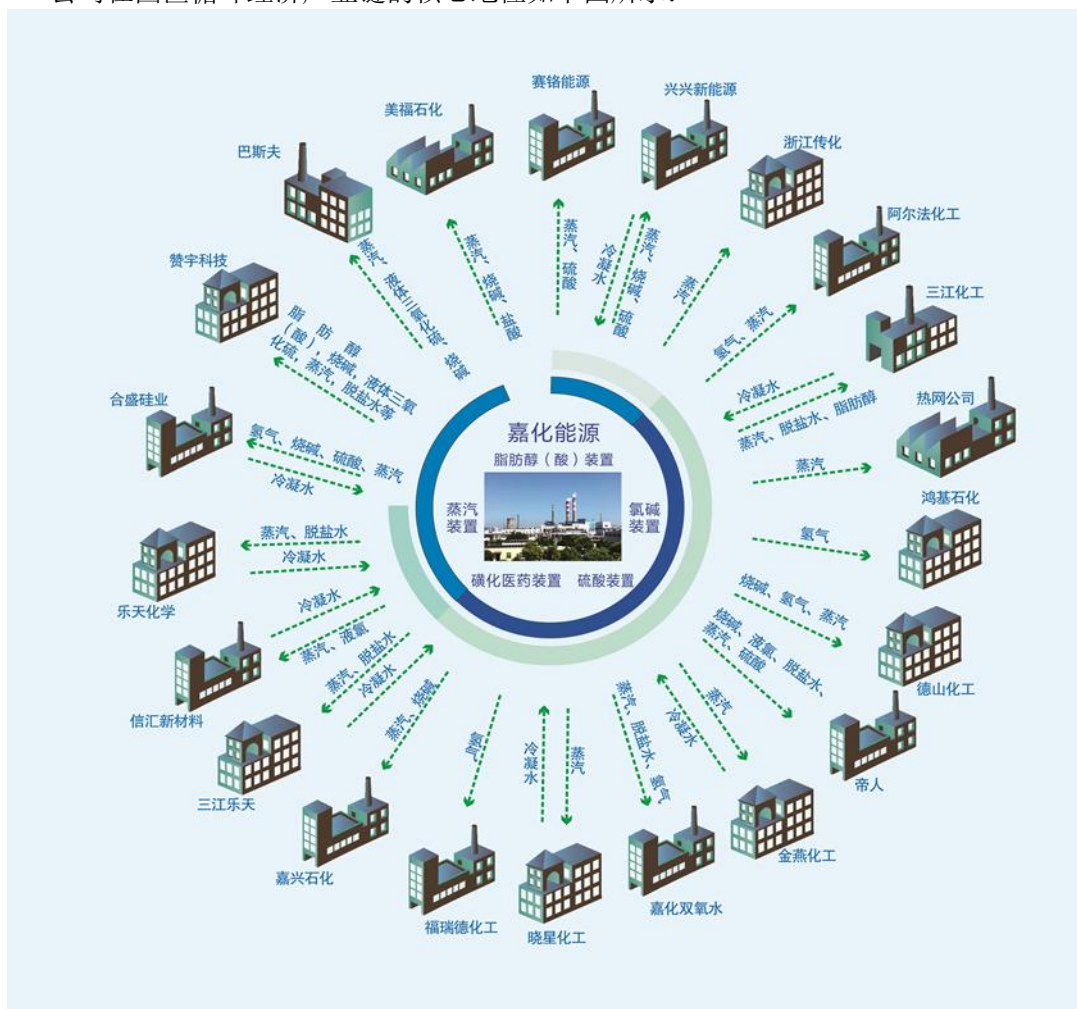 赛铬能源
兴兴新能源
美福石化
浙江传化
巴斯夫
阿尔法化工
赞宇科技
三江化工
合盛硅业
热网公司
鸿基石化
乐天化学
德山化工
信汇新材料
帝人
三江乐天
金燕化工
嘉兴石化
嘉化双氧水
福瑞德化工
晓星化工
嘉化能源
脂肪醇（酸）装置
蒸汽
装置
氯碱
装置
磺化医药装置
硫酸装置
蒸汽、硫酸
冷凝水
蒸汽、烧碱、硫酸
蒸汽
氢气、蒸汽
冷凝水
蒸汽、脱盐水、脂肪醇
蒸汽
氢气
烧碱、氢气、蒸汽
烧碱、液氯、脱盐水、
蒸汽、硫酸
蒸汽
冷凝水
蒸汽、脱盐水、氢气
蒸汽
冷凝水
蒸汽、烧碱
蒸汽、脱盐水
冷凝水
冷凝水
蒸汽、液氯
蒸汽、脱盐水
冷凝水
氢气、烧碱、硫酸、蒸汽
冷凝水
脂肪醇
（酸），烧碱，液体三氧
化硫，蒸汽，脱盐水等
蒸汽、液体三氧化硫、烧碱
蒸汽、烧碱、盐酸